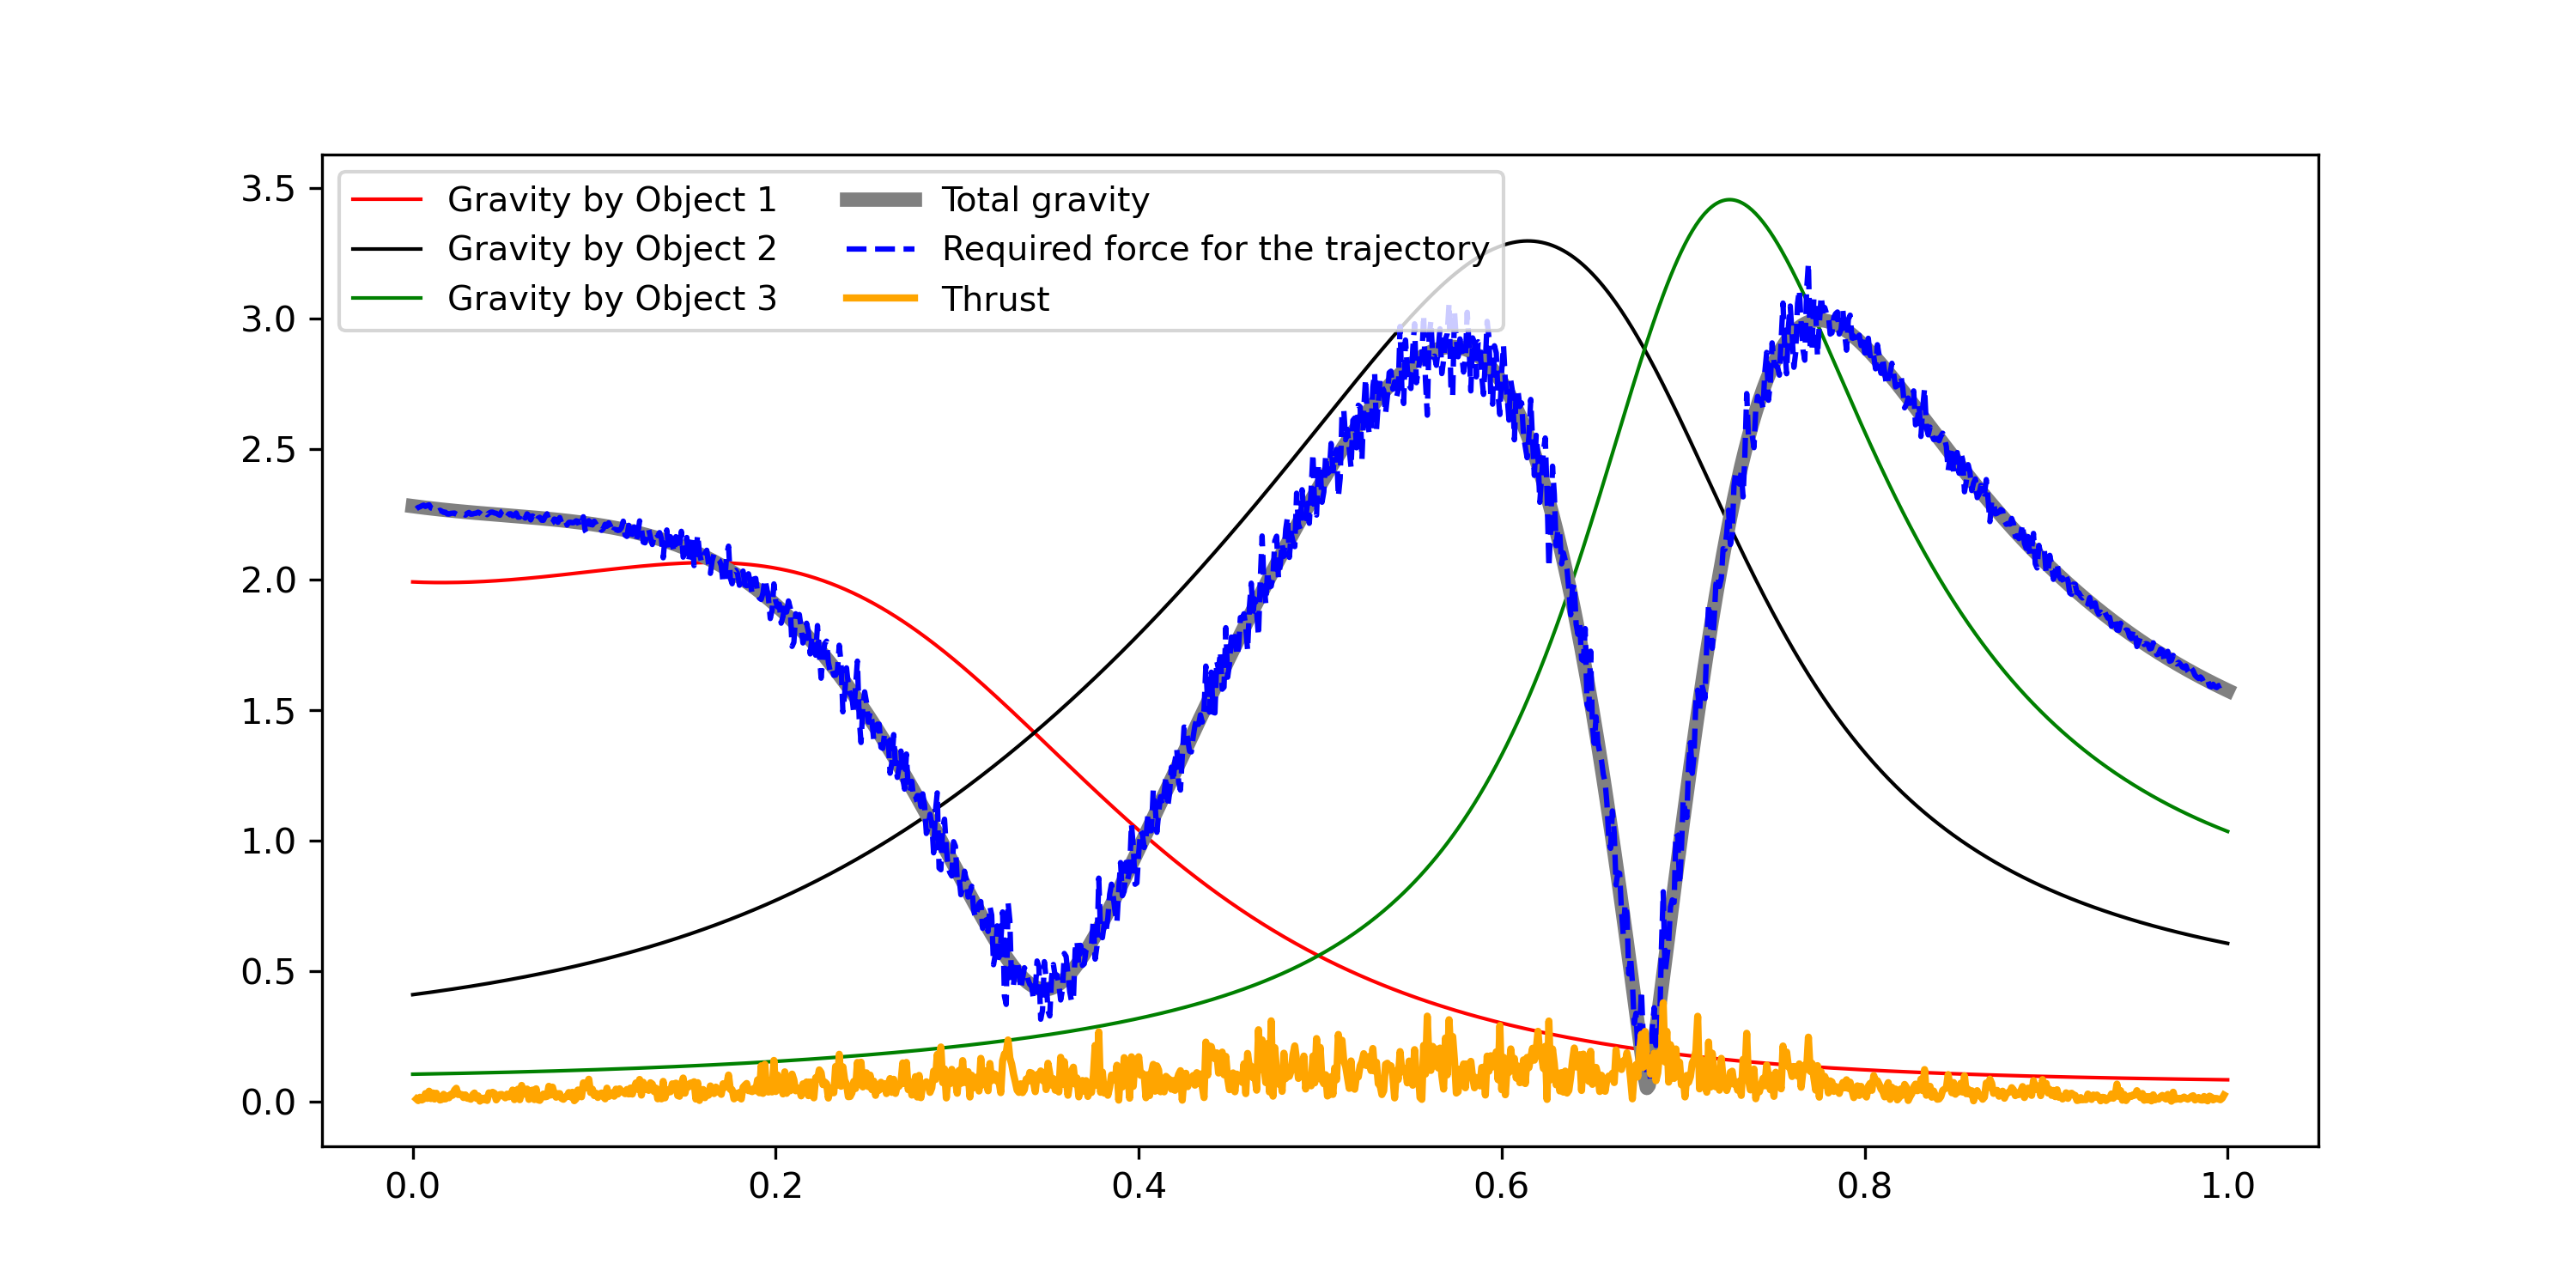 3.5
3.0
2.5
2.0
1.5
1.0
0.5
0.0
Gravity by Object 1
Gravity by Object 2
Gravity by Object 3
Total gravity
Required force for the trajectory
Thrust
0.0 0.2 0.4 0.6 0.8 1.0